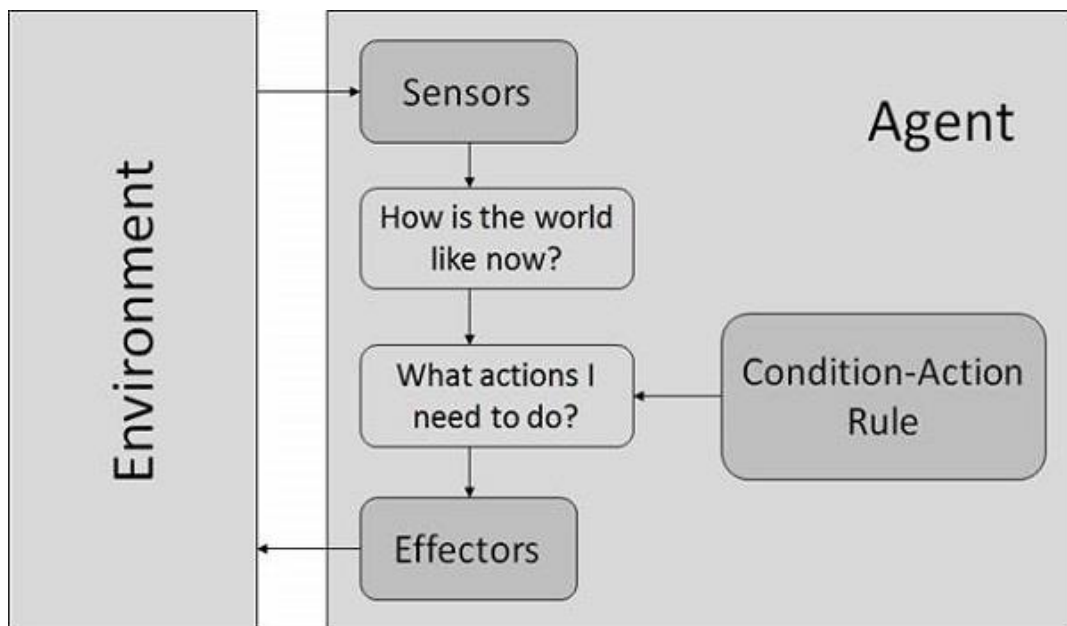 Environment
Sensors
Agent
How is the world
like now?
What actions I
need to do?
Condition-Action
Rule
Effectors